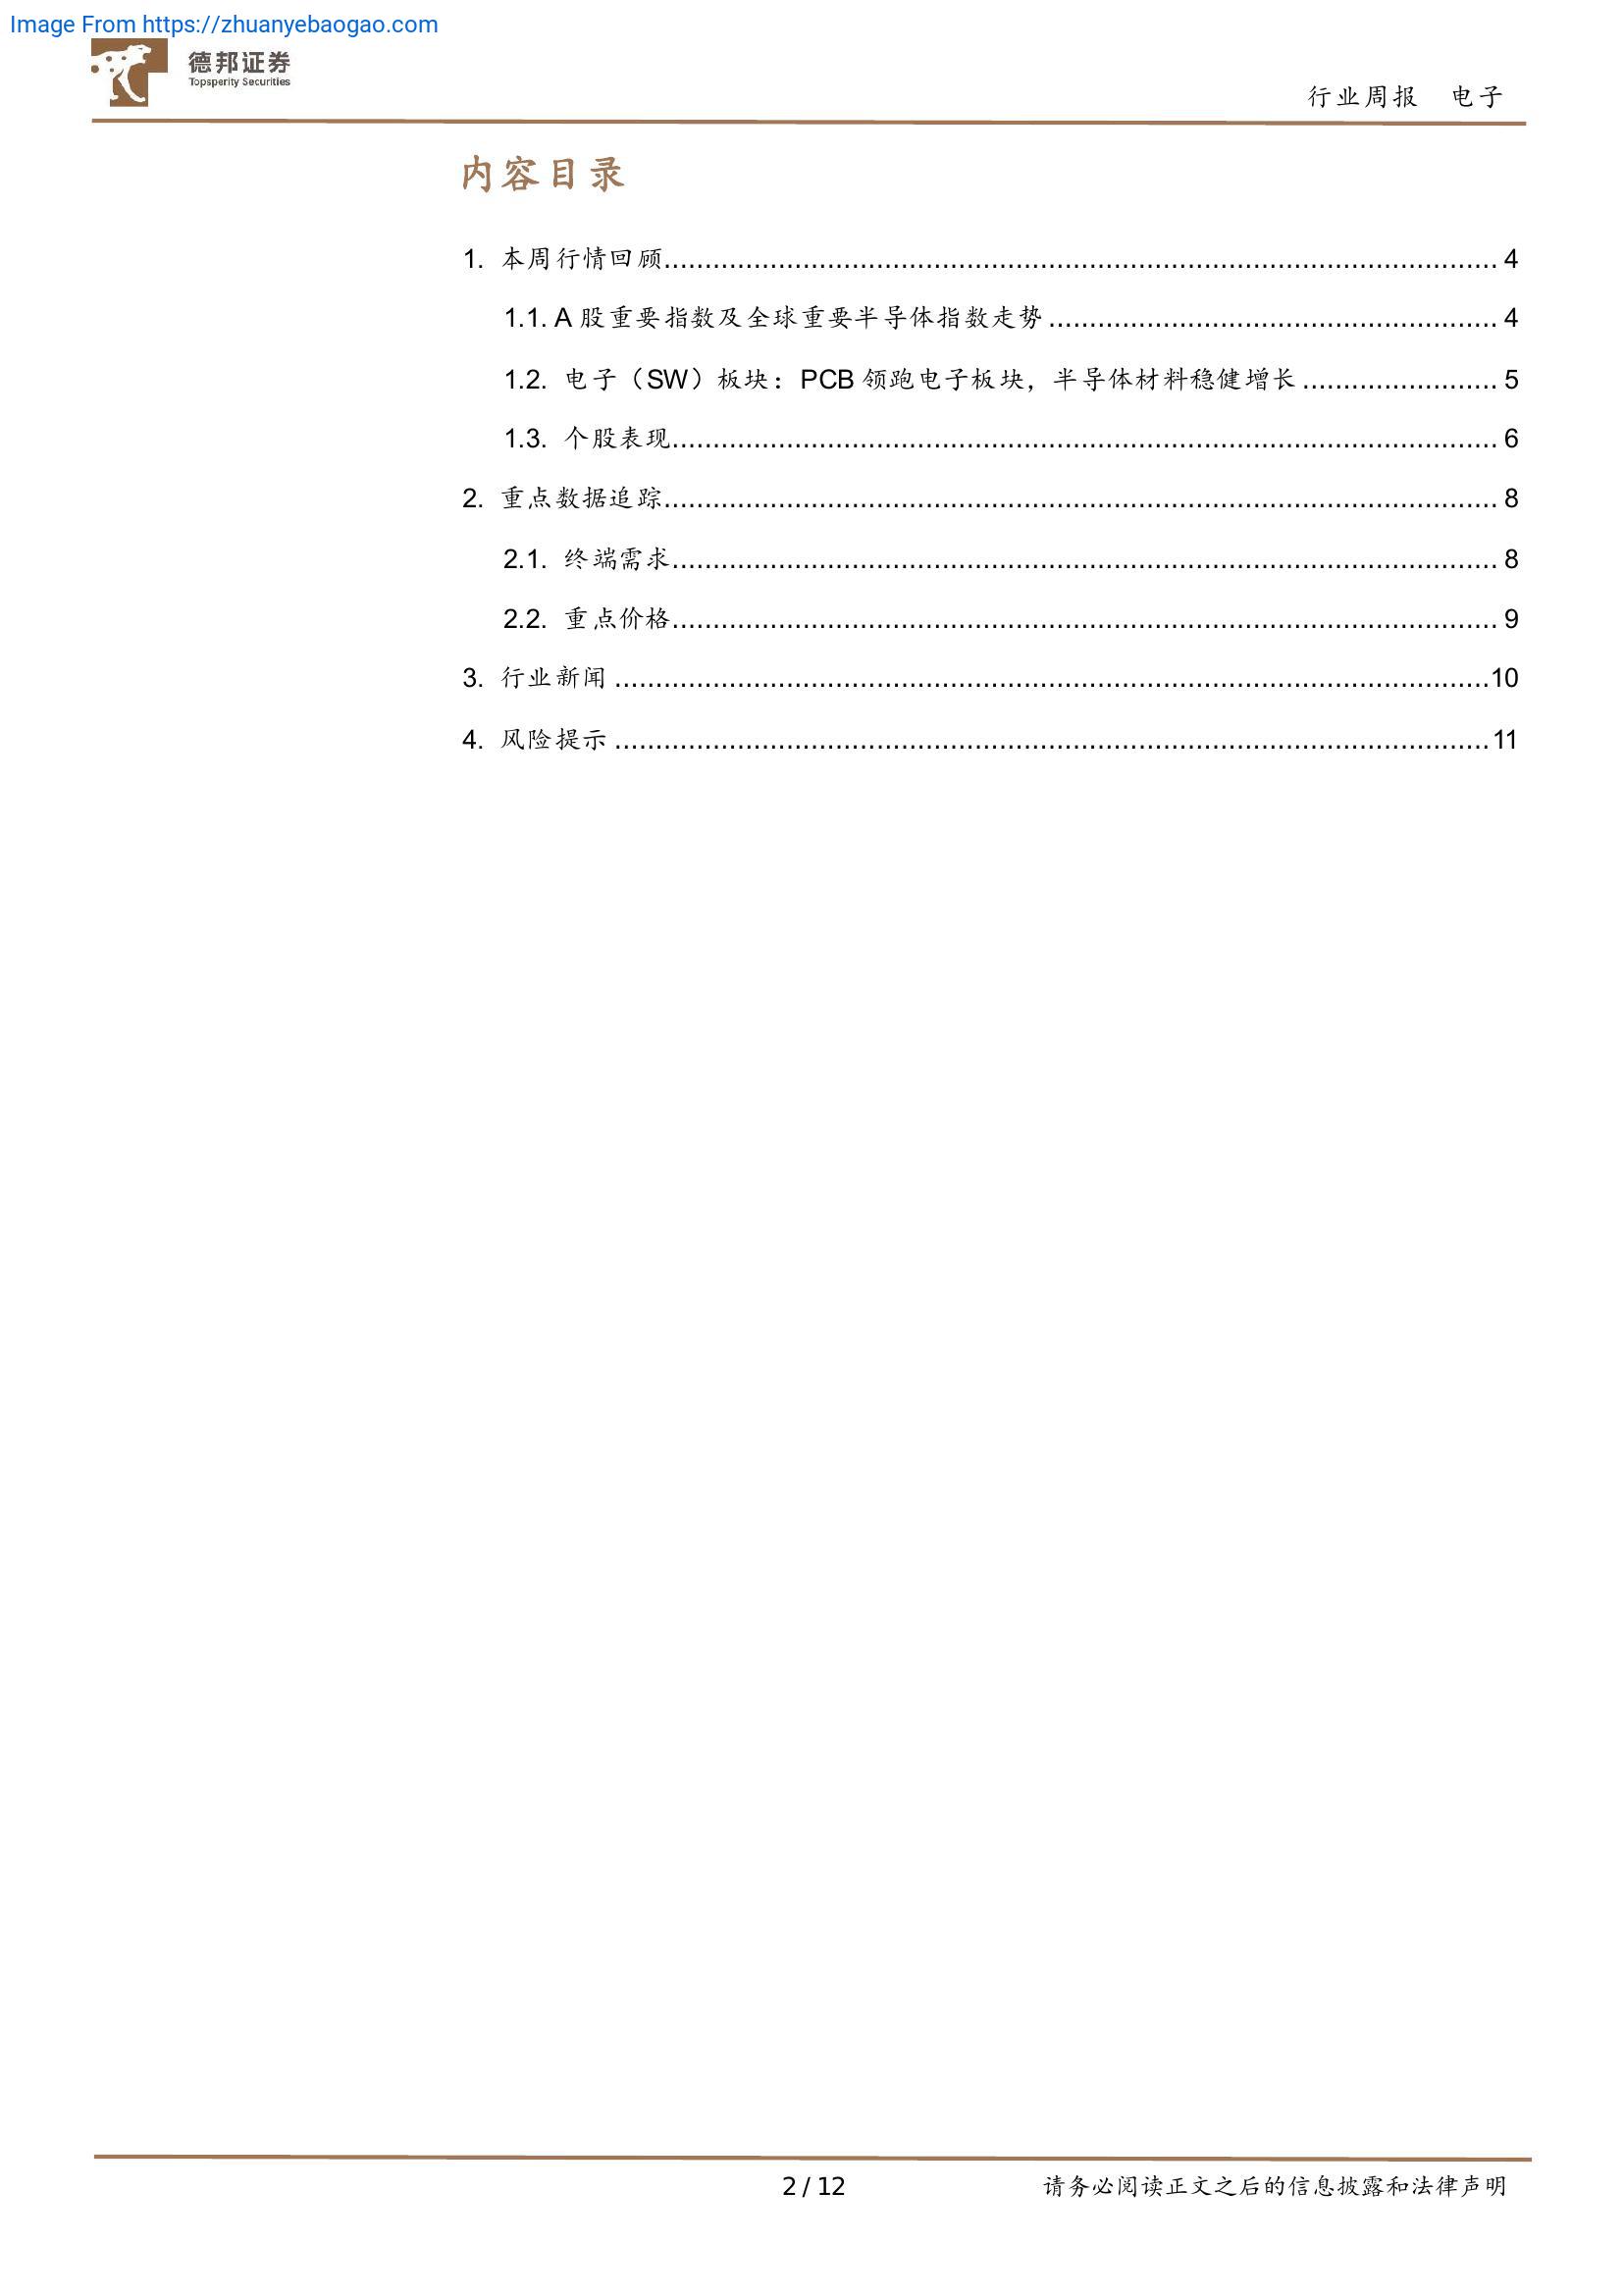 Image From https://zhuanyebaogao.com
德邦证券
Topsperity Securities
行业周报 电子
内容目录
1. 本周行情回顾........................................................................................................ 4
1.1. A 股重要指数及全球重要半导体指数走势 ........................................................ 4
1.2. 电子（SW）板块：PCB 领跑电子板块，半导体材料稳健增长 ........................ 5
1.3. 个股表现....................................................................................................... 6
2. 重点数据追踪........................................................................................................ 8
2.1. 终端需求....................................................................................................... 8
2.2. 重点价格....................................................................................................... 9
3. 行业新闻 .............................................................................................................10
4. 风险提示 .............................................................................................................11
2 / 12
请务必阅读正文之后的信息披露和法律声明